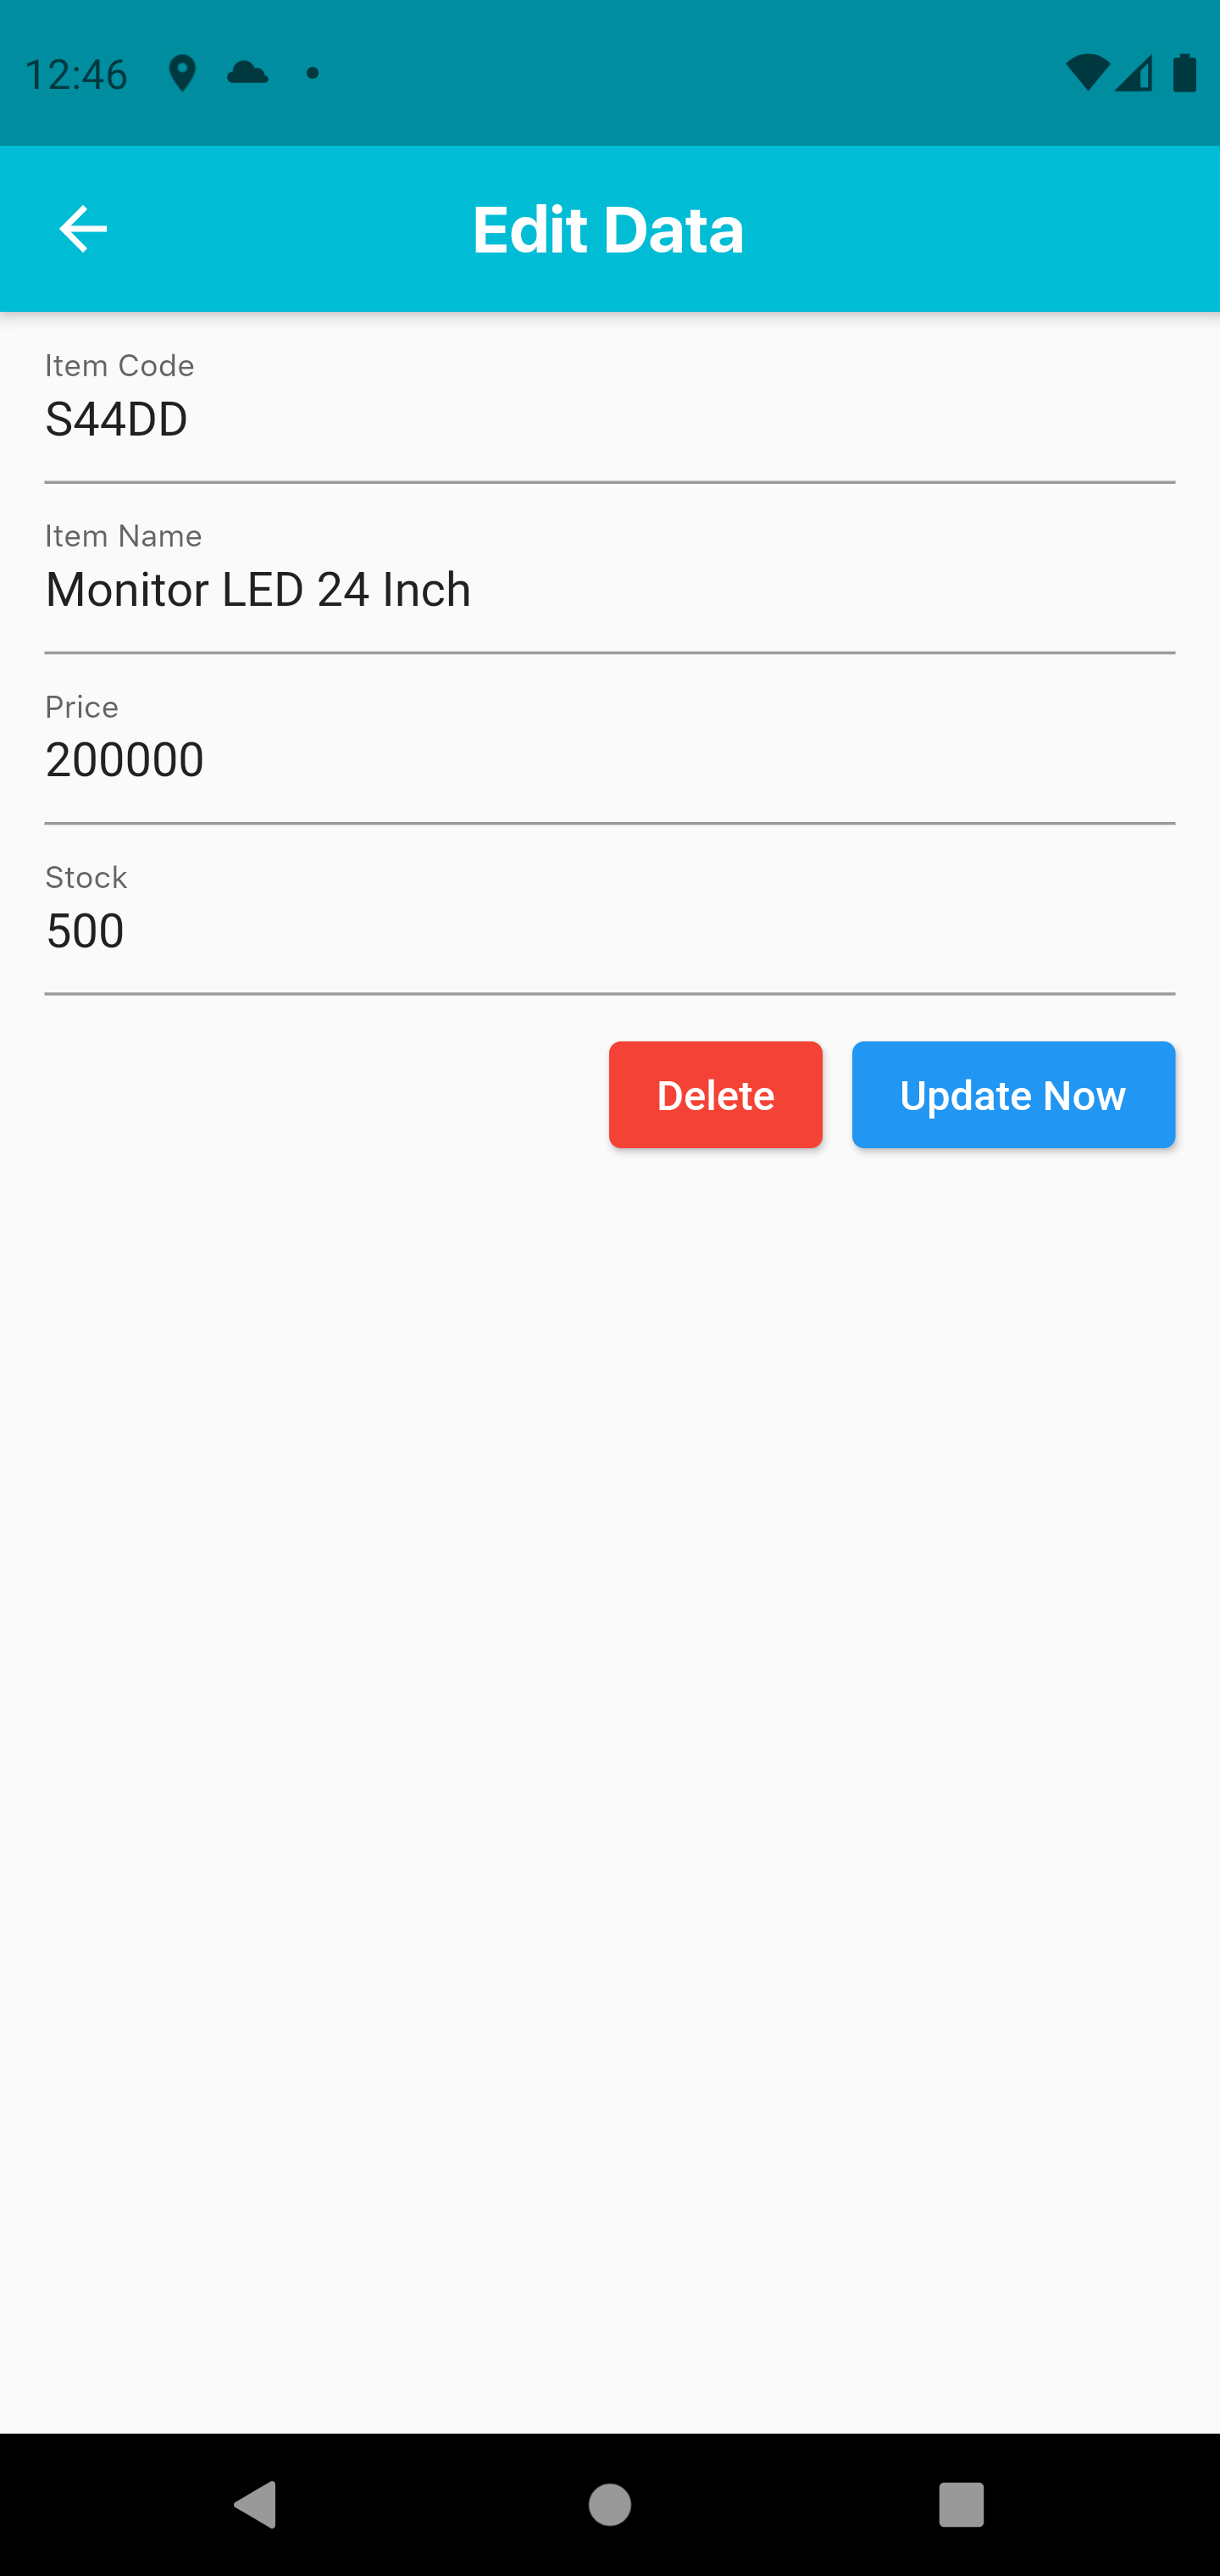 12:46
Edit Data
Item Code
S44DD
Item Name
Monitor LED 24 Inch
Price
200000
Stock
500
Delete
Update Now